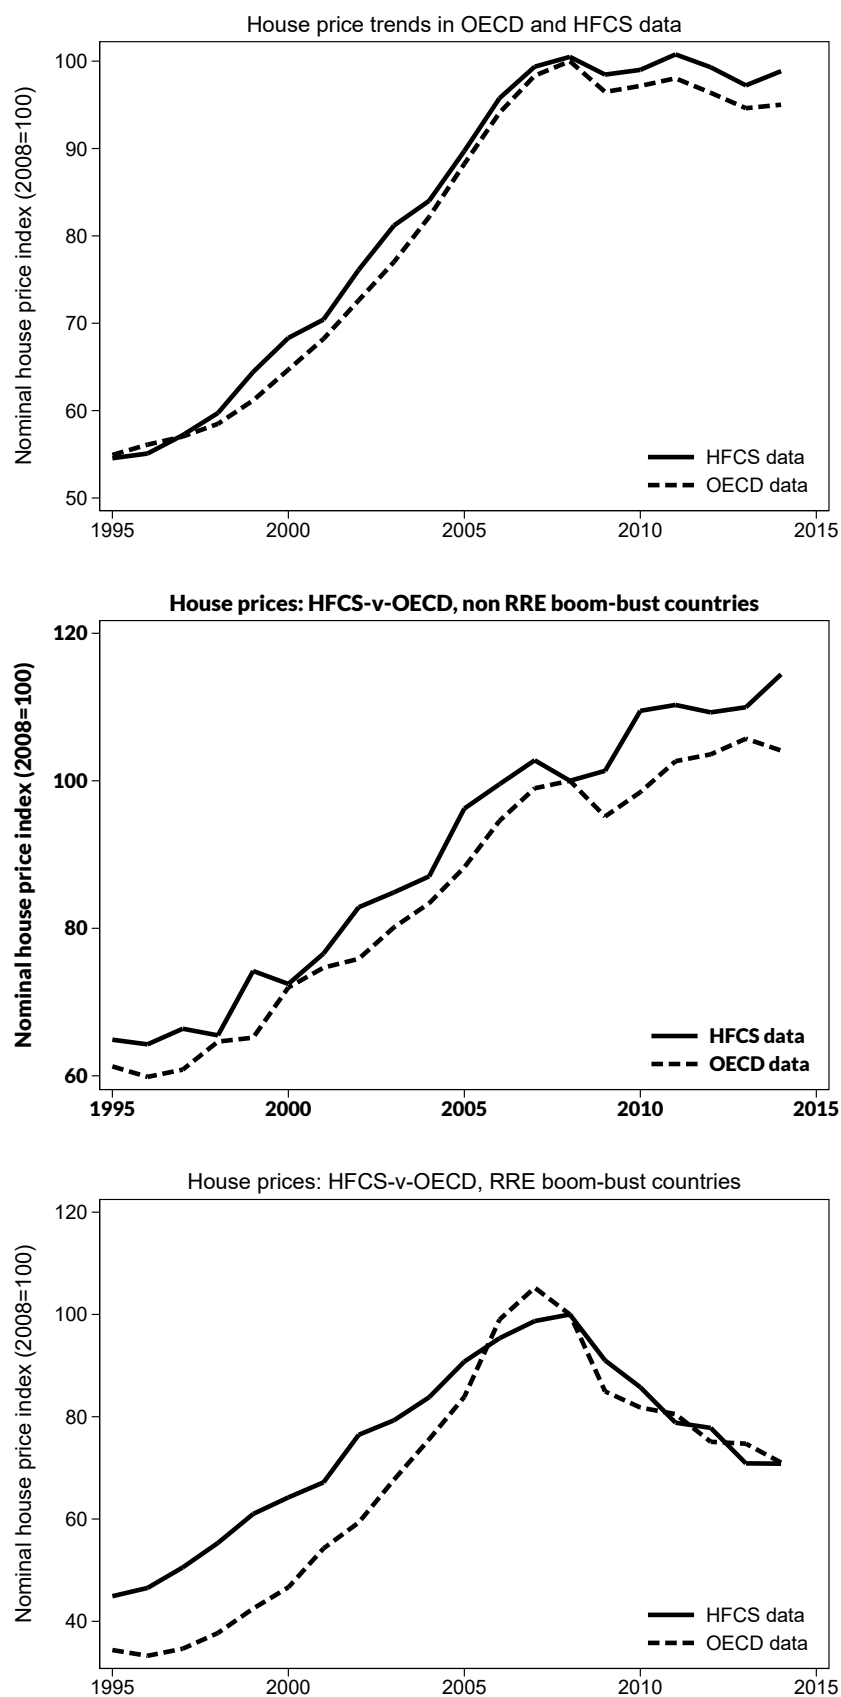 House price trends in OECD and HFCS data
Nominal house price index (2008=100)
100
90
80
70
60
50
HFCS data
OECD data
1995 2000 2005 2010 2015
House prices: HFCS-v-OECD, non RRE boom-bust countries
Nominal house price index (2008=100)
120
100
80
60
HFCS data
OECD data
1995 2000 2005 2010 2015
House prices: HFCS-v-OECD, RRE boom-bust countries
Nominal house price index (2008=100)
120
100
80
60
40
HFCS data
OECD data
1995 2000 2005 2010 2015